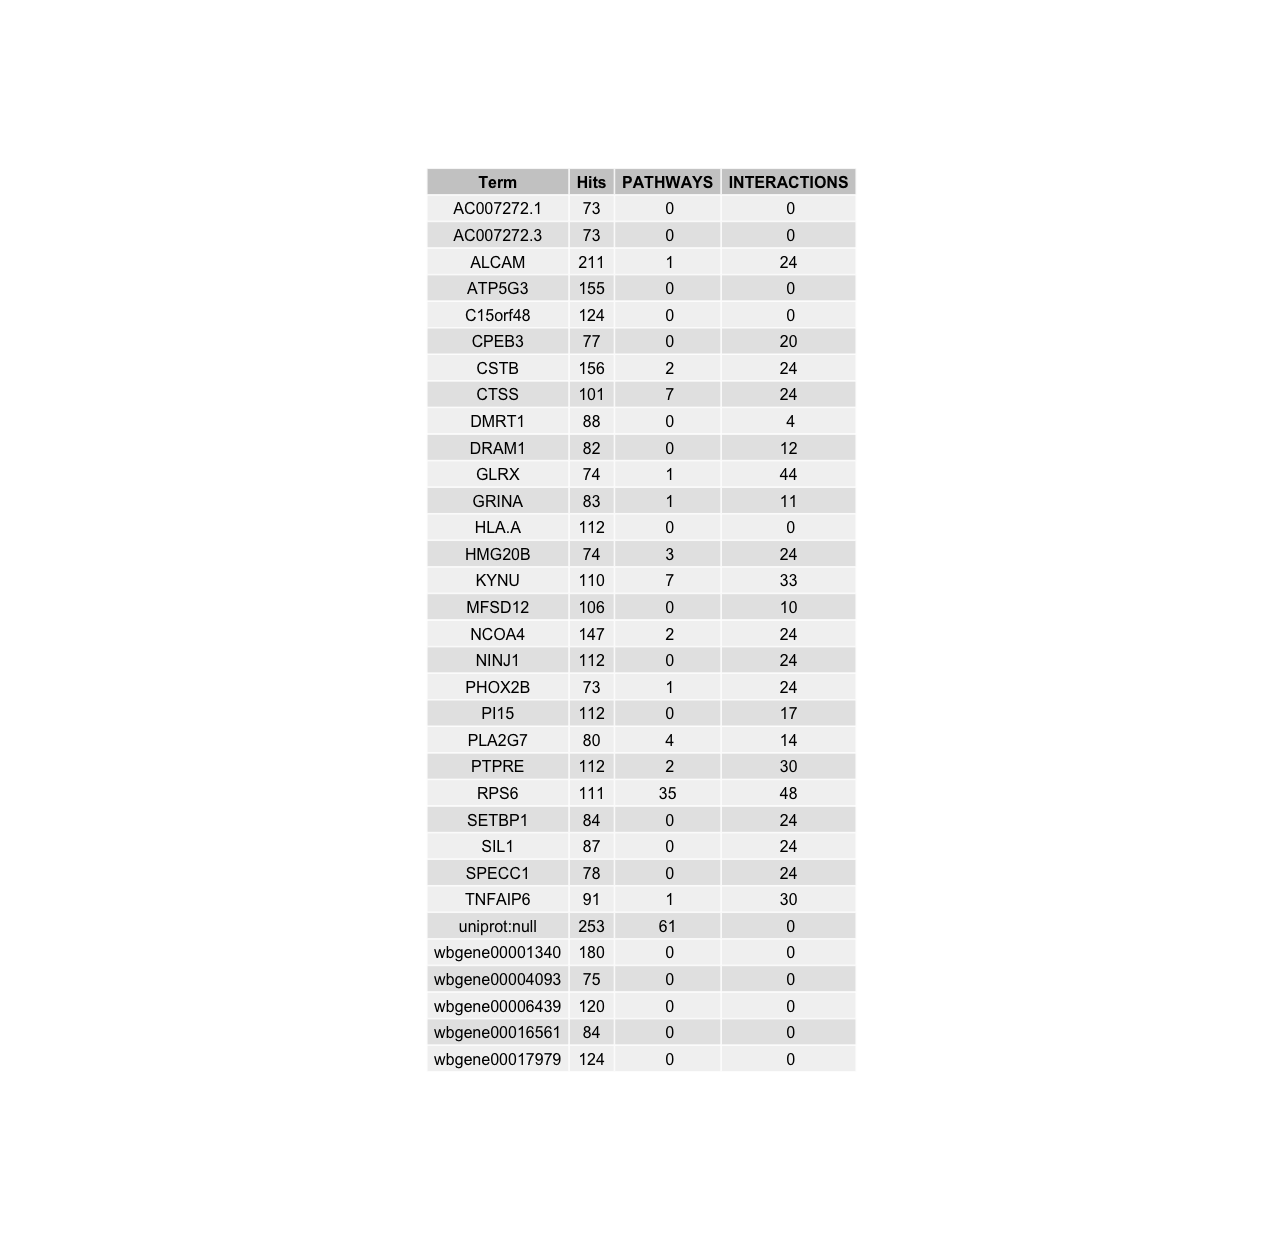 Term Hits PATHWAYS INTERACTIONS
AC007272.1 73 0 0
AC007272.3 73 0 0
ALCAM 211 1 24
ATP5G3 155 0 0
C15orf48 124 0 0
CPEB3 77 0 20
CSTB 156 2 24
CTSS 101 7 24
DMRT1 88 0 4
DRAM1 82 0 12
GLRX 74 1 44
GRINA 83 1 11
HLA.A 112 0 0
HMG20B 74 3 24
KYNU 110 7 33
MFSD12 106 0 10
NCOA4 147 2 24
NINJ1 112 0 24
PHOX2B 73 1 24
PI15 112 0 17
PLA2G7 80 4 14
PTPRE 112 2 30
RPS6 111 35 48
SETBP1 84 0 24
SIL1 87 0 24
SPECC1 78 0 24
TNFAIP6 91 1 30
uniprot:null 253 61 0
wbgene00001340 180 0 0
wbgene00004093 75 0 0
wbgene00006439 120 0 0
wbgene00016561 84 0 0
wbgene00017979 124 0 0